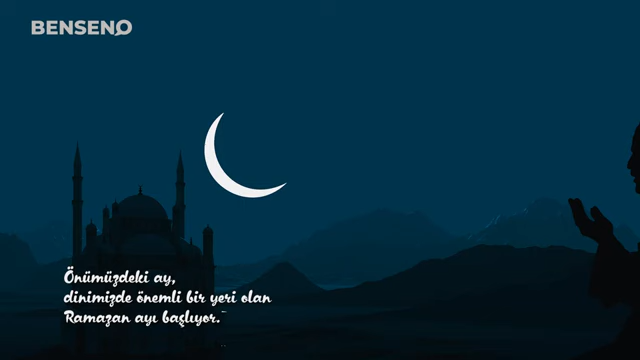 BENSENO
Önümüzdeki ay,
dinimizde önemli bir yeri olan
Ramazan ayı başlıyor.